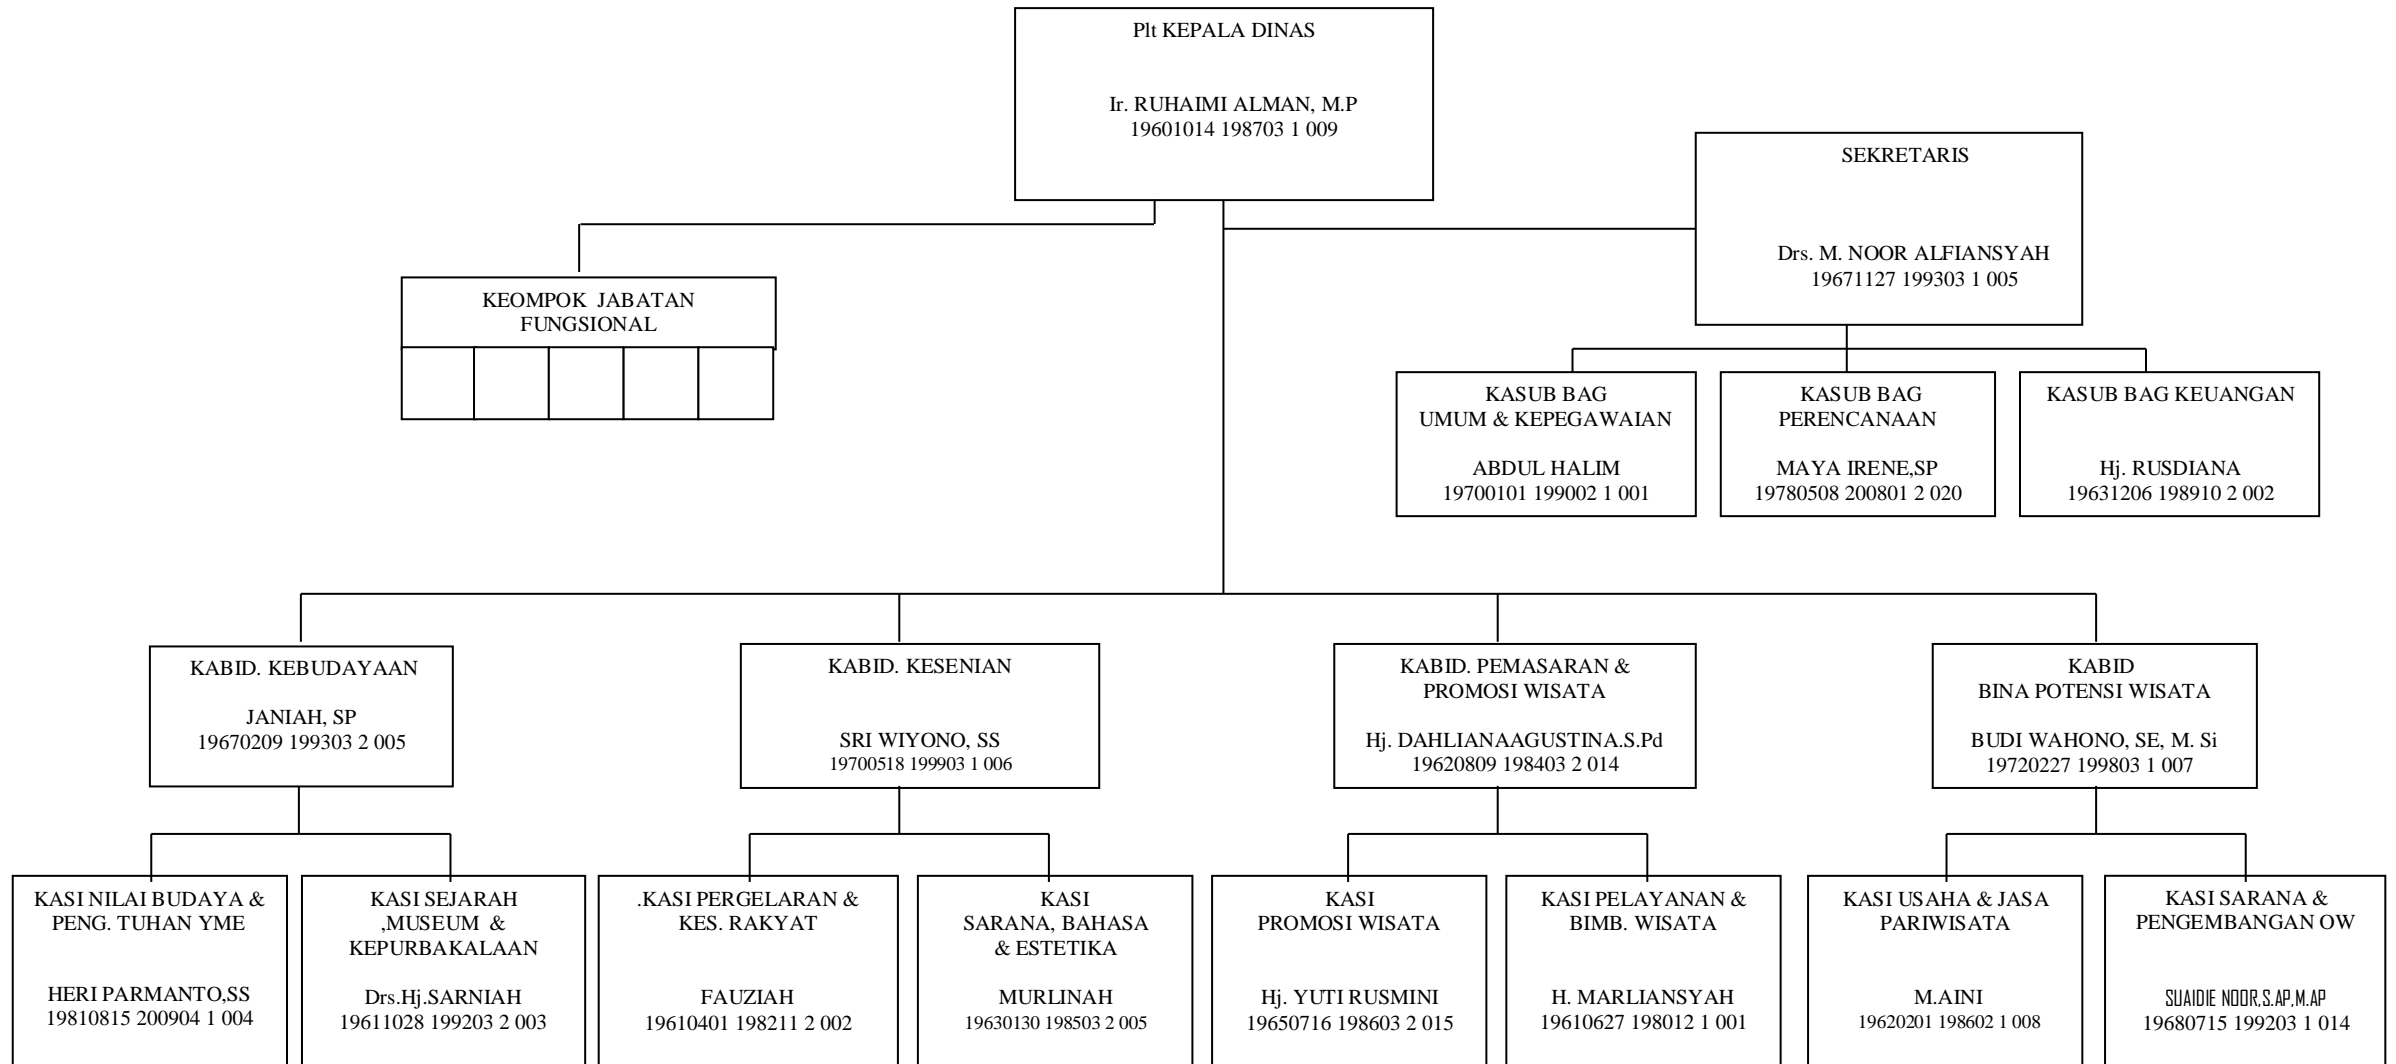 Plt KEPALA DINAS
Ir. RUHAIMI ALMAN, M.P
19601014 198703 1 009
SEKRETARIS
Drs. M. NOOR ALFIANSYAH
19671127 199303 1 005
KEOMPOK JABATAN
FUNGSIONAL
KASUB BAG
UMUM & KEPEGAWAIAN
ABDUL HALIM
19700101 199002 1 001
KASUB BAG
PERENCANAAN
MAYA IRENE,SP
19780508 200801 2 020
KASUB BAG KEUANGAN
Hj. RUSDIANA
19631206 198910 2 002
KABID. KEBUDAYAAN
JANIAH, SP
19670209 199303 2 005
KABID. KESENIAN
SRI WIYONO, SS
19700518 199903 1 006
KABID. PEMASARAN &
PROMOSI WISATA
Hj. DAHLIANAAGUSTINA.S.Pd
19620809 198403 2 014
KABID
BINA POTENSI WISATA
BUDI WAHONO, SE, M. Si
19720227 199803 1 007
KASI NILAI BUDAYA &
PENG. TUHAN YME
HERI PARMANTO,SS
19810815 200904 1 004
KASI SEJARAH
,MUSEUM &
KEPURBAKALAAN
Drs.Hj.SARNIAH
19611028 199203 2 003
.KASI PERGELARAN &
KES. RAKYAT
FAUZIAH
19610401 198211 2 002
KASI
SARANA, BAHASA
& ESTETIKA
MURLINAH
19630130 198503 2 005
KASI
PROMOSI WISATA
Hj. YUTI RUSMINI
19650716 198603 2 015
KASI PELAYANAN &
BIMB. WISATA
H. MARLIANSYAH
19610627 198012 1 001
KASI USAHA & JASA
PARIWISATA
M.AINI
19620201 198602 1 008
KASI SARANA &
PENGEMBANGAN OW
SUAIDIE NOOR,S.AP,M.AP
19680715 199203 1 014